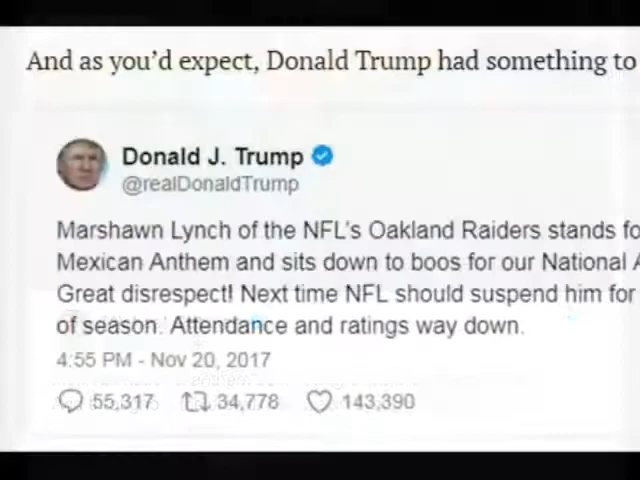 And as you'd expect, Donald Trump had something to
Donald J. Trump
@realDonaldTrump
Marshawn Lynch of the NFL's Oakland Raiders stands fo
Mexican Anthem and sits down to boos for our National A
Great disrespect! Next time NFL should suspend him for
of season. Attendance and ratings way down.
4:55 PM - Nov 20, 2017
55,317 34,778 143,390